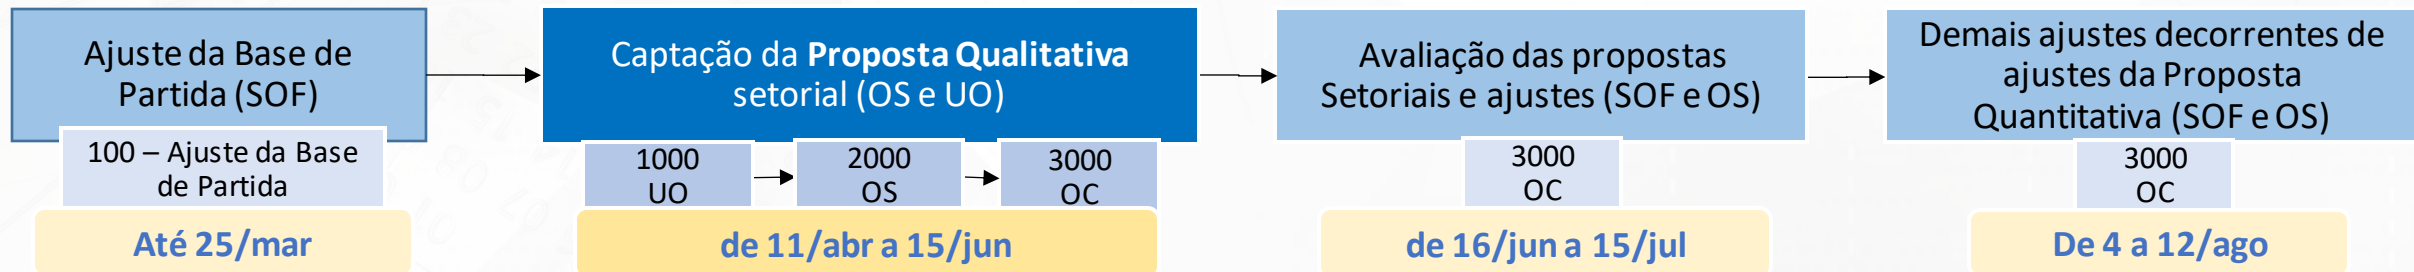 Ajuste da Base de
Partida (SOF)
100 – Ajuste da Base
de Partida
Até 25/mar
Captação da Proposta Qualitativa
setorial (OS e UO)
1000
UO
2000
OS
3000
OC
de 11/abr a 15/jun
Avaliação das propostas
Setoriais e ajustes (SOF e OS)
3000
OC
de 16/jun a 15/jul
Demais ajustes decorrentes de
ajustes da Proposta
Quantitativa (SOF e OS)
3000
OC
De 4 a 12/ago